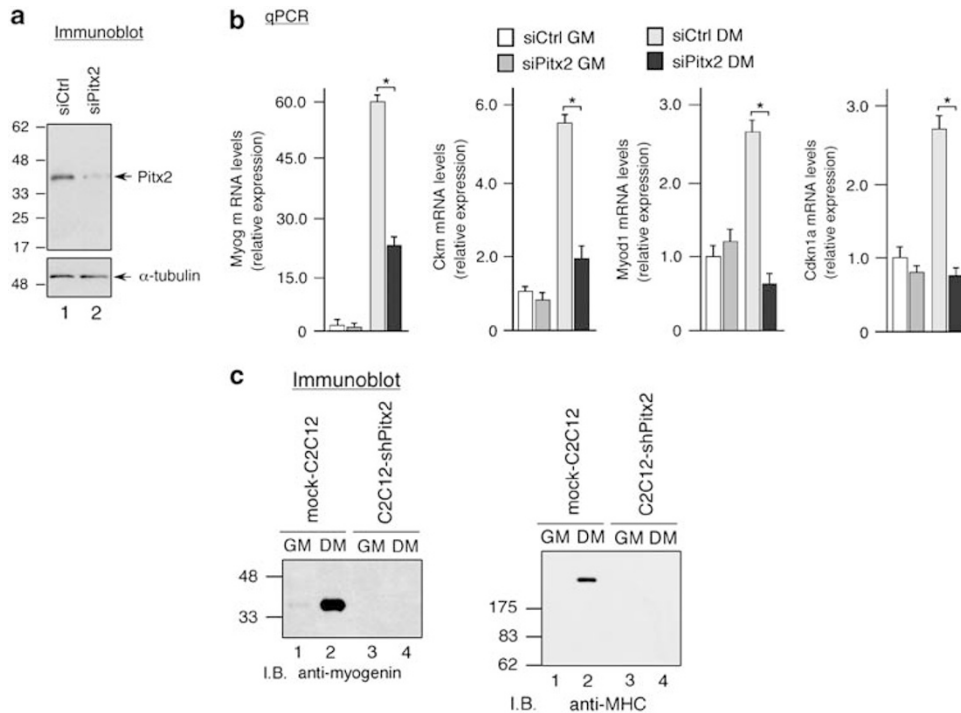 a
Immunoblot
siCtrl
siPitx2
62
48
33
25
17
48
Pitx2
α-tubulin
1 2
b
qPCR
siCtrl GM
siPitx2 GM
siCtrl DM
siPitx2 DM
Myog m RNA levels
(relative expression)
60.0
45.0
30.0
15.0
0
*
Ckm mRNA levels
(relative expression)
6.0
4.0
2.0
0
*
Myod1 mRNA levels
(relative expression)
3.0
2.0
1.0
0
*
Cdkn1a mRNA levels
(relative expression)
3.0
2.0
1.0
0
*
c
Immunoblot
mock-C2C12
C2C12-shPitx2
GM DM GM DM
48
33
1 2 3 4
I.B. anti-myogenin
mock-C2C12
C2C12-shPitx2
GM DM GM DM
175
83
62
1 2 3 4
I.B. anti-MHC